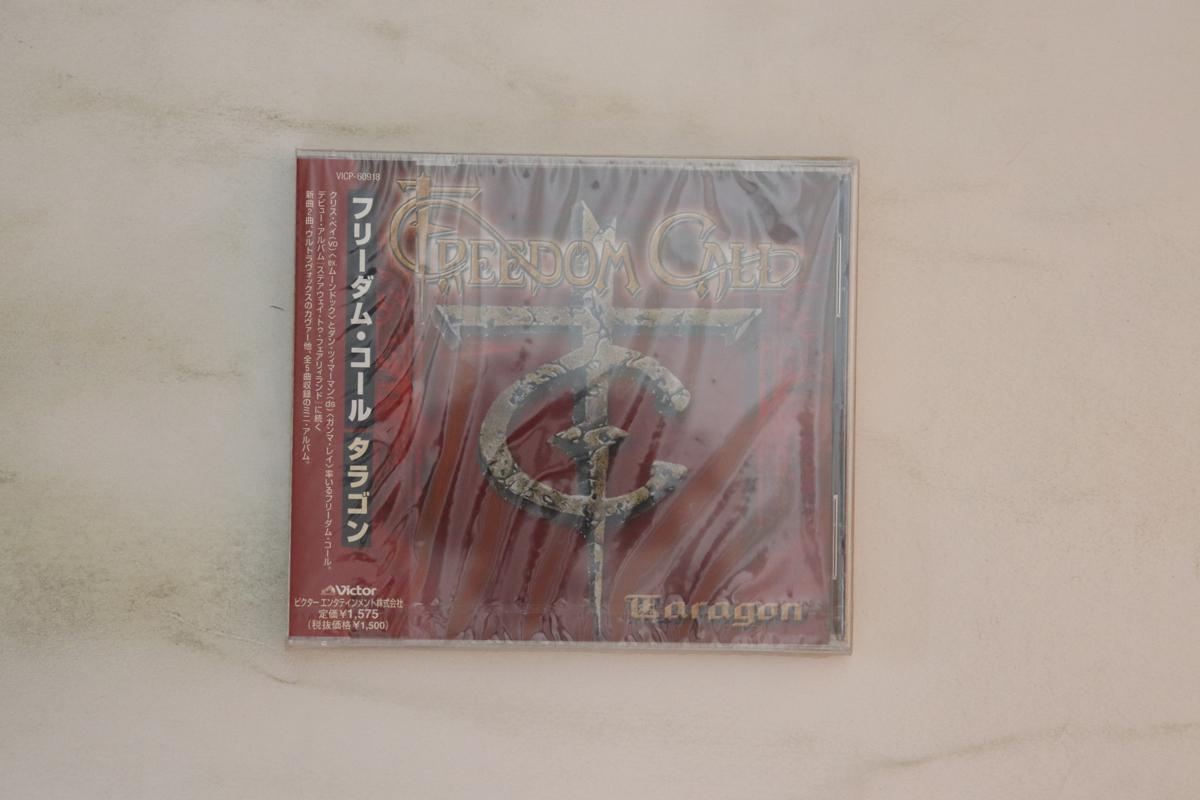 VICP-60918
フリーダム・コール タラゴン
クリス・ベイ(vo)〈exムーンドック〉とダン・ツィマーマン(ds)〈ガンマ・レイ〉率いるフリーダム・コール。
デビュー・アルバム「ステアウェイ・トゥ・フェアリィランド」に続く
新曲2曲、ウルトラヴォックスのカヴァー他、全5曲収録のミニ・アルバム。
Victor
ビクターエンタテインメント株式会社
定価¥1,575
(税抜価格¥1,500)
FREEDOM CALL
Taragon